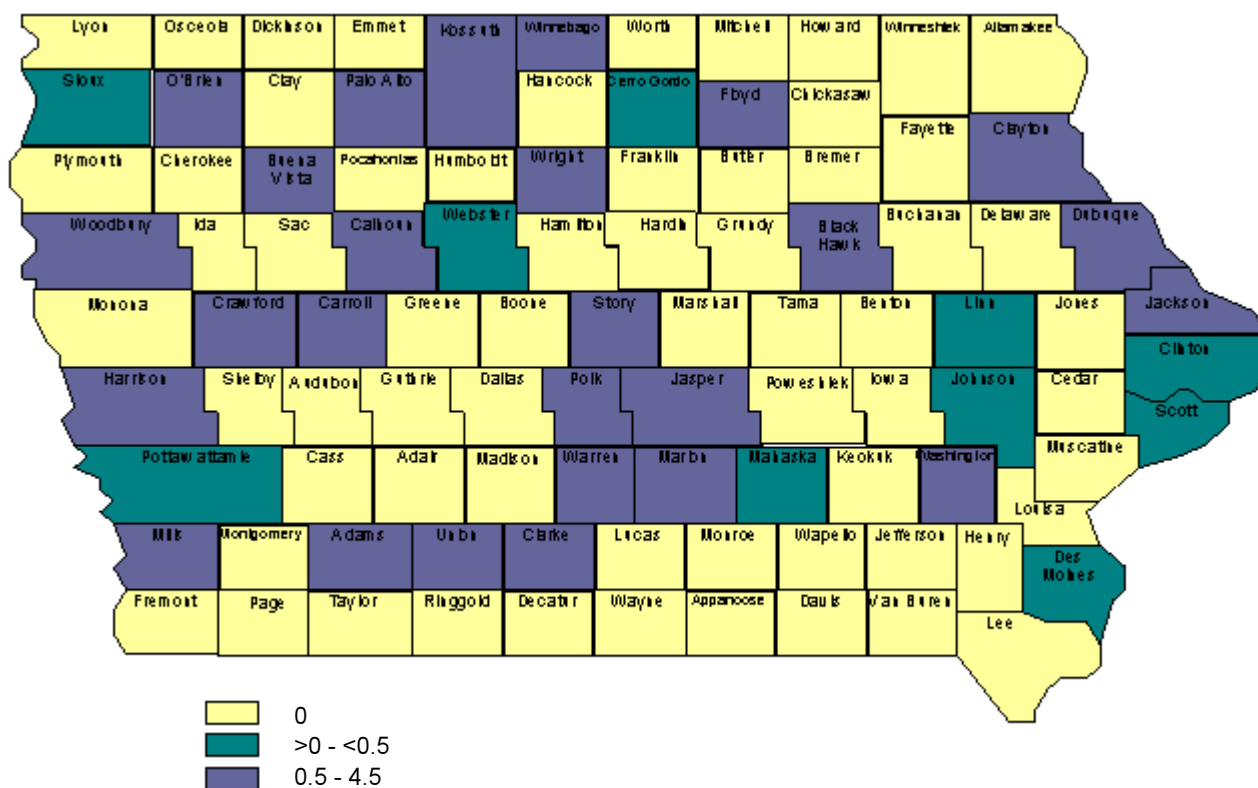 Lyon Osceola Dickinson Emmet Kossuth Winnebago Worth Mitchell Howard Winneshiek Allamakee
Sioux O'Brien Clay Palo Alto Hancock Cerro Gordo Floyd Chickasaw
Fayette Clayton
Plymouth Cherokee Buena Vista Pocahontas Humboldt Wright Franklin Butler Bremer
Woodbury Ida Sac Calhoun Webster Hamilton Hardin Grundy Black Hawk Buchanan Delaware Dubuque
Monona Crawford Carroll Greene Boone Story Marshall Tama Benton Linn Jones Jackson
Clinton
Harrison Shelby Audubon Guthrie Dallas Polk Jasper Poweshiek Iowa Johnson Cedar
Scott
Pottawattamie Cass Adair Madison Warren Marion Mahaska Keokuk Washington Muscatine
Louisa
Mills Montgomery Adams Union Clarke Lucas Monroe Wapello Jefferson Henry Des Moines
Fremont Page Taylor Ringgold Decatur Wayne Appanoose Davis Van Buren Lee
0
>0 - <0.5
0.5 - 4.5